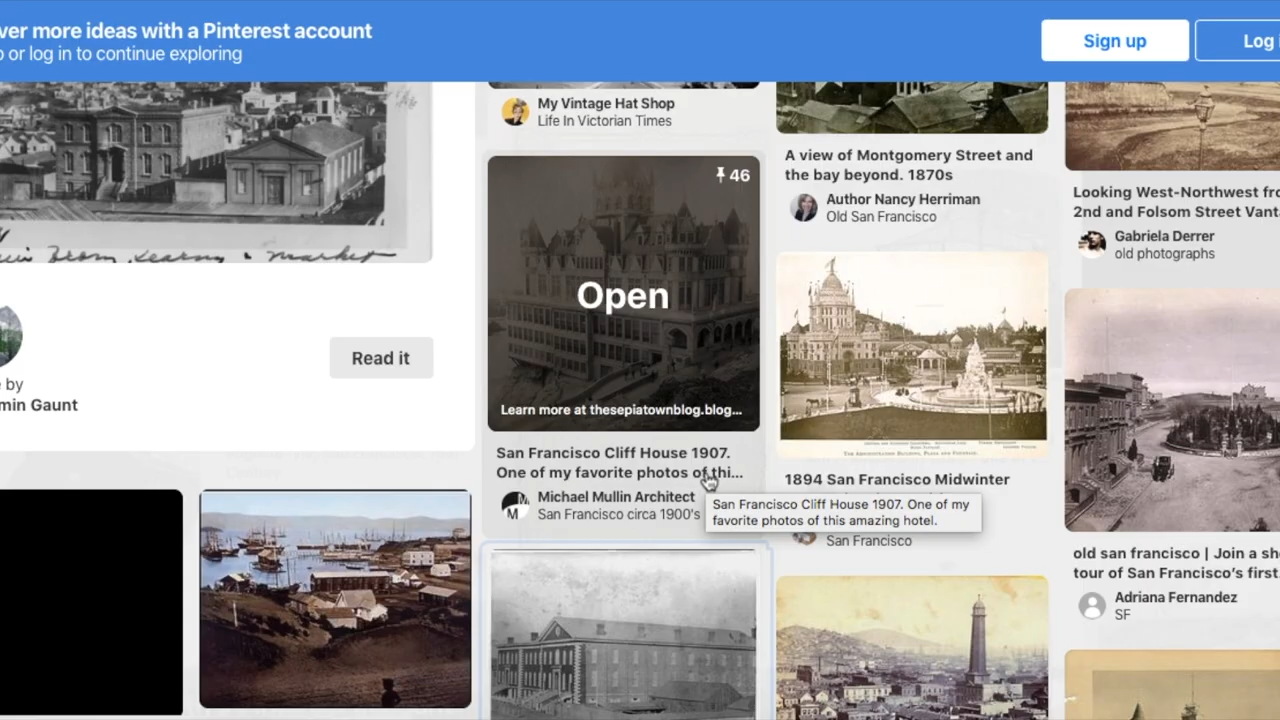 ver more ideas with a Pinterest account
or log in to continue exploring
Sign up
Log
Kearny & market
Read it
by
min Gaunt
My Vintage Hat Shop
Life In Victorian Times
46
Open
Learn more at thesepiatownblog.blog...
San Francisco Cliff House 1907.
One of my favorite photos of thi...
Michael Mullin Architect
San Francisco circa 1900's
San Francisco Cliff House 1907. One of my
favorite photos of this amazing hotel.
A view of Montgomery Street and
the bay beyond. 1870s
Author Nancy Herriman
Old San Francisco
1894 San Francisco Midwinter
San Francisco
Looking West-Northwest fro
2nd and Folsom Street Vant
Gabriela Derrer
old photographs
old san francisco | Join a sh
tour of San Francisco's first
Adriana Fernandez
SF